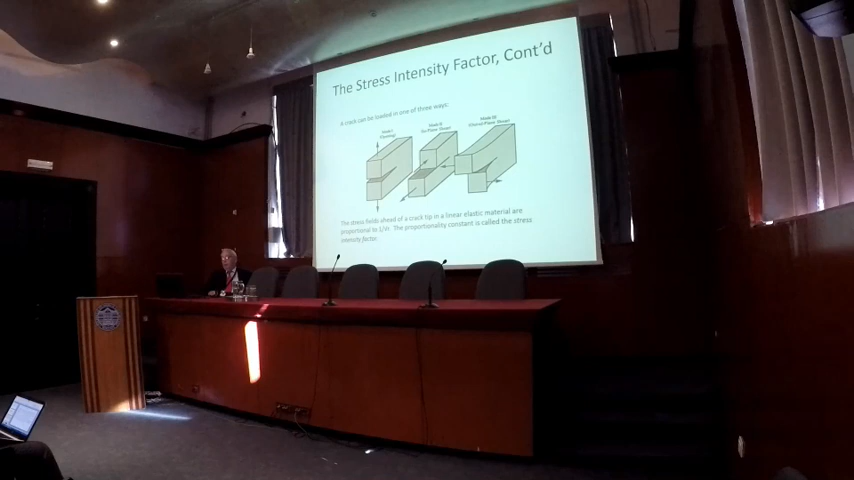 The Stress Intensity Factor, Cont'd
A crack can be loaded in one of three ways:
Mode I
(Opening)
Mode II
(In-Plane Shear)
Mode III
(Out-of-Plane Shear)
The stress fields ahead of a crack tip in a linear elastic material are
proportional to 1/√r. The proportionality constant is called the stress
intensity factor.